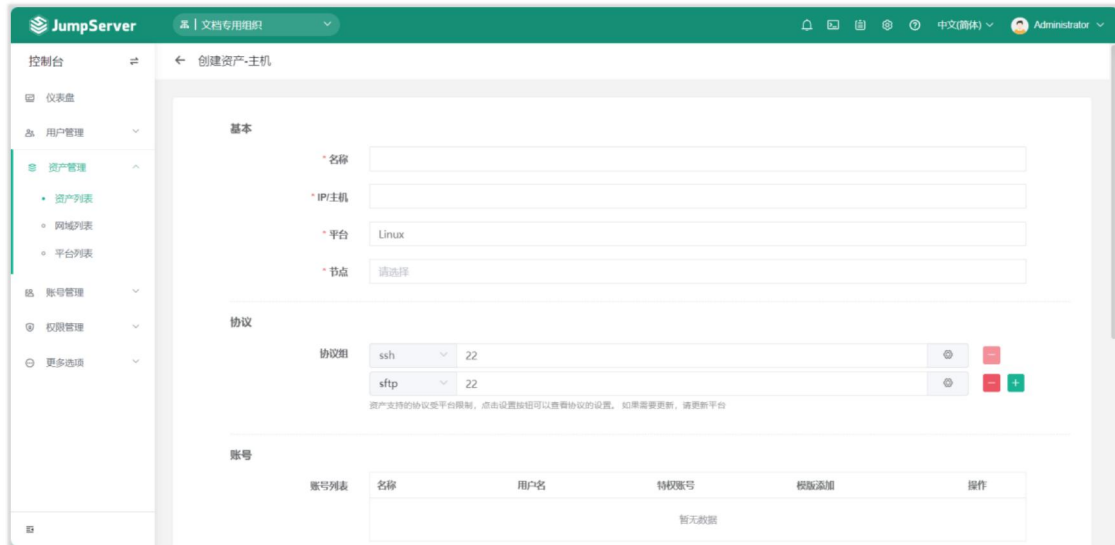 JumpServer
文档专用组织
中文(简体)
Administrator
控制台
创建资产-主机
仪表盘
用户管理
资产管理
资产列表
网域列表
平台列表
账号管理
权限管理
更多选项
基本
* 名称
* IP/主机
* 平台 Linux
* 节点 请选择
协议
协议组 ssh 22
sftp 22
资产支持的协议受平台限制，点击设置按钮可以查看协议的设置。 如果需要更新，请更新平台
账号
账号列表 名称 用户名 特权账号 模版添加 操作
暂无数据